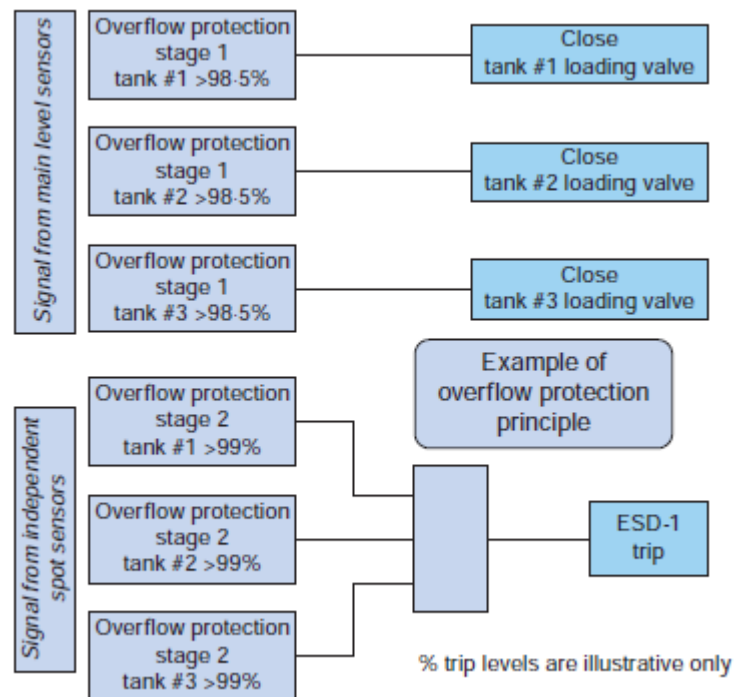 Signal from main level sensors
Overflow protection
stage 1
tank #1 >98·5%
Close
tank #1 loading valve
Overflow protection
stage 1
tank #2 >98·5%
Close
tank #2 loading valve
Overflow protection
stage 1
tank #3 >98·5%
Close
tank #3 loading valve
Example of
overflow protection
principle
Signal from independent
spot sensors
Overflow protection
stage 2
tank #1 >99%
Overflow protection
stage 2
tank #2 >99%
Overflow protection
stage 2
tank #3 >99%
ESD-1
trip
% trip levels are illustrative only